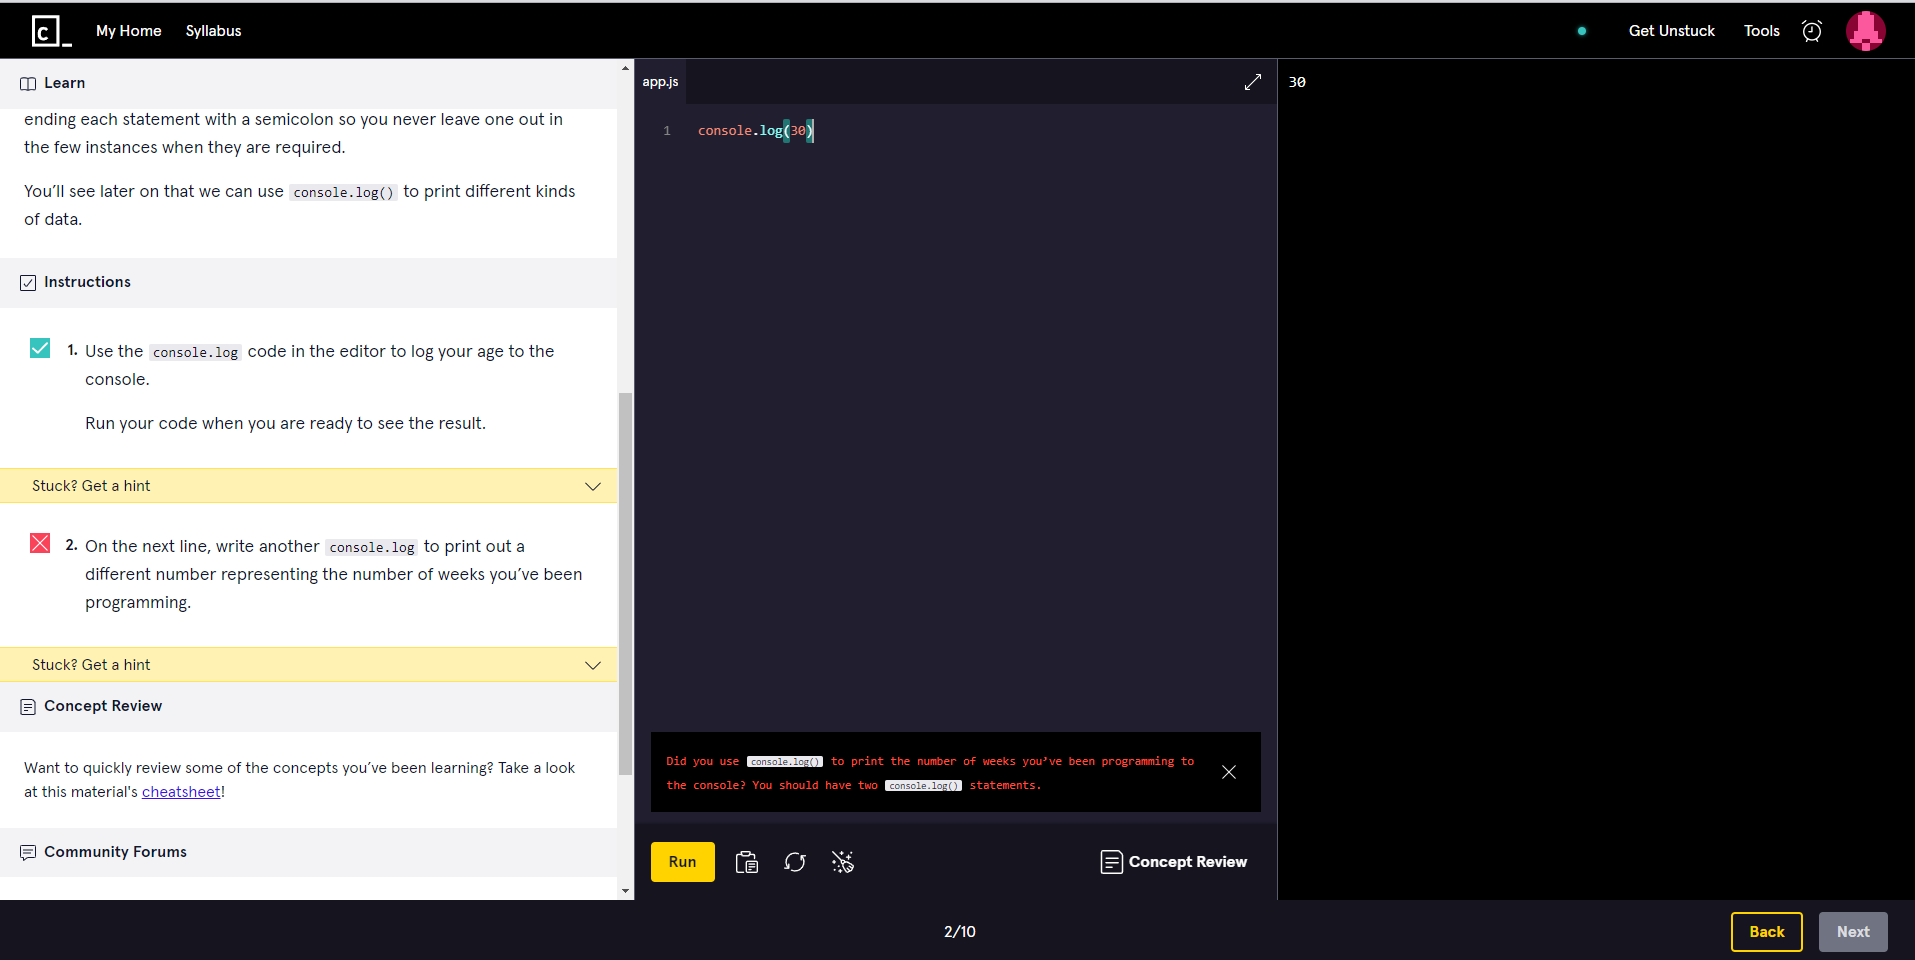 C_ My Home Syllabus Get Unstuck Tools
Learn
ending each statement with a semicolon so you never leave one out in
the few instances when they are required.
You’ll see later on that we can use console.log() to print different kinds
of data.
Instructions
1. Use the console.log code in the editor to log your age to the
console.
Run your code when you are ready to see the result.
Stuck? Get a hint
2. On the next line, write another console.log to print out a
different number representing the number of weeks you’ve been
programming.
Stuck? Get a hint
Concept Review
Want to quickly review some of the concepts you’ve been learning? Take a look
at this material's cheatsheet!
Community Forums
app.js
1 console.log(30)
Did you use console.log() to print the number of weeks you’ve been programming to
the console? You should have two console.log() statements.
Run
Concept Review
30
2/10
Back
Next